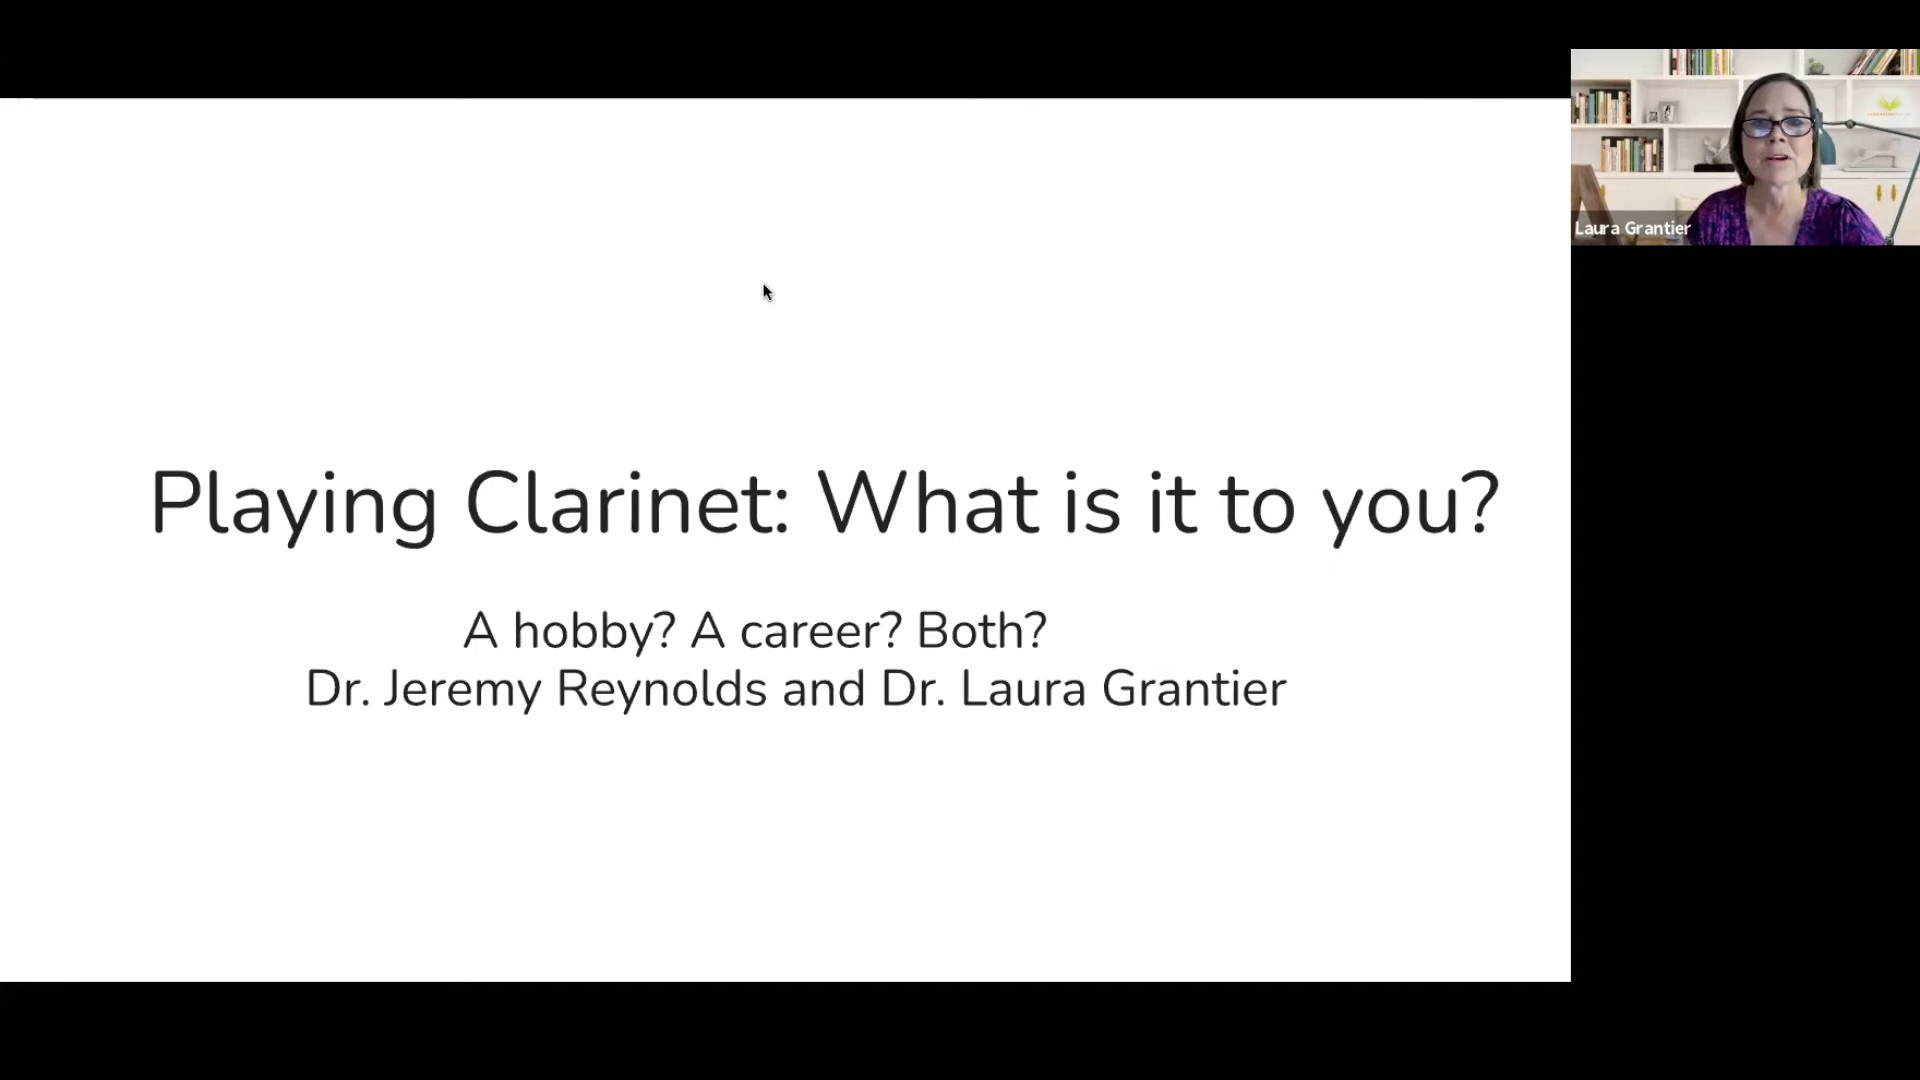 Playing Clarinet: What is it to you?
A hobby? A career? Both?
Dr. Jeremy Reynolds and Dr. Laura Grantier
Laura Grantier